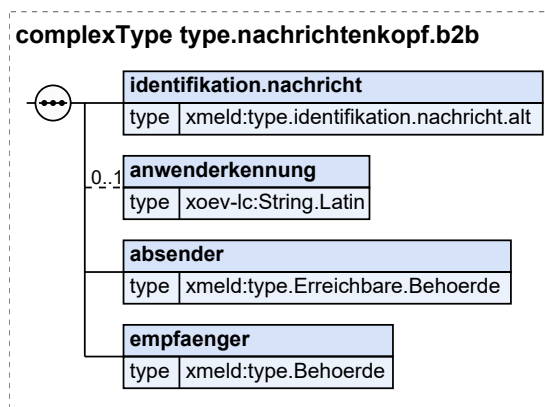 complexType type.nachrichtenkopf.b2b
identifikation.nachricht
type xmeld:type.identifikation.nachricht.alt
0..1
anwenderkennung
type xoev-lc:String.Latin
absender
type xmeld:type.Erreichbare.Behoerde
empfaenger
type xmeld:type.Behoerde